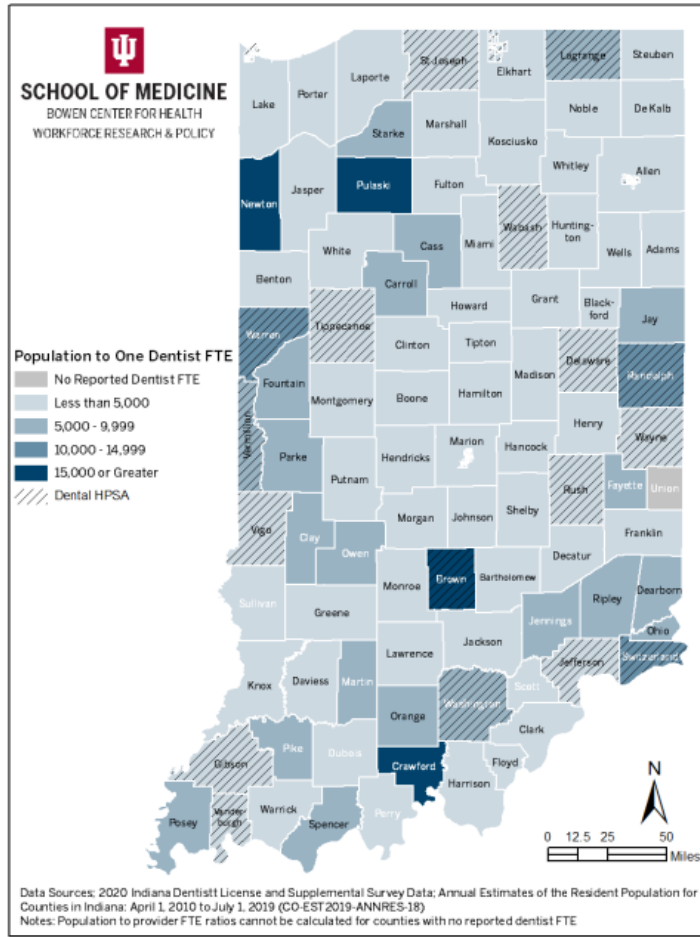 SCHOOL OF MEDICINE
BOWEN CENTER FOR HEALTH
WORKFORCE RESEARCH & POLICY
St Joseph
Lagrange
Steuben
Elkhart
Laporte
Porter
Lake
Noble
De Kalb
Marshall
Starke
Kosciusko
Whitley
Allen
Newton
Jasper
Pulaski
Fulton
Wabash
Hunting-
ton
Miami
White
Cass
Wells
Adams
Benton
Carroll
Howard
Grant
Black-
ford
Jay
Warren
Tippecanoe
Clinton
Tipton
Delaware
Randolph
Madison
Population to One Dentist FTE
No Reported Dentist FTE
Less than 5,000
5,000 - 9,999
10,000 - 14,999
15,000 or Greater
Dental HPSA
Fountain
Montgomery
Boone
Hamilton
Henry
Wayne
Vermillion
Parke
Hendricks
Marion
Hancock
Putnam
Rush
Fayette
Union
Morgan
Johnson
Shelby
Vigo
Clay
Owen
Franklin
Decatur
Monroe
Brown
Bartholomew
Sullivan
Greene
Dearborn
Ripley
Jennings
Ohio
Jackson
Lawrence
Jefferson
Switzerland
Knox
Daviess
Martin
Scott
Washington
Orange
Clark
Pike
Dubois
Gibson
Crawford
Floyd
Harrison
Posey
Vander-
burgh
Warrick
Spencer
Perry
N
0 12.5 25 50
Miles
Data Sources; 2020 Indiana Dentistt License and Supplemental Survey Data; Annual Estimates of the Resident Population for
Counties in Indiana: April 1, 2010 to July 1, 2019 (CO-EST2019-ANNRES-18)
Notes: Population to provider FTE ratios cannot be calculated for counties with no reported dentist FTE